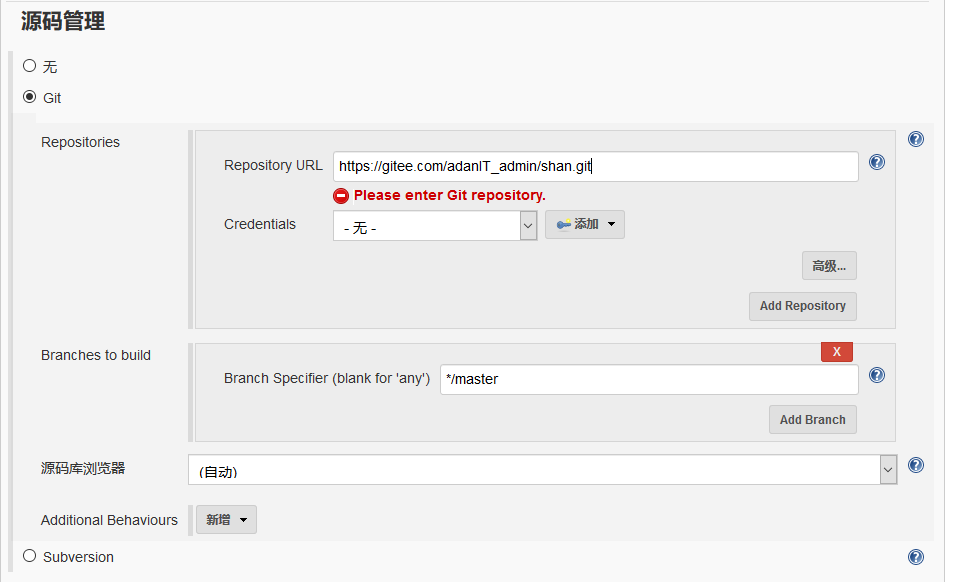 源码管理
无
Git
Repositories
Repository URL
https://gitee.com/adanIT_admin/shan.git
Please enter Git repository.
Credentials
- 无 -
添加
高级...
Add Repository
Branches to build
X
Branch Specifier (blank for 'any')
*/master
Add Branch
源码库浏览器
(自动)
Additional Behaviours
新增
Subversion